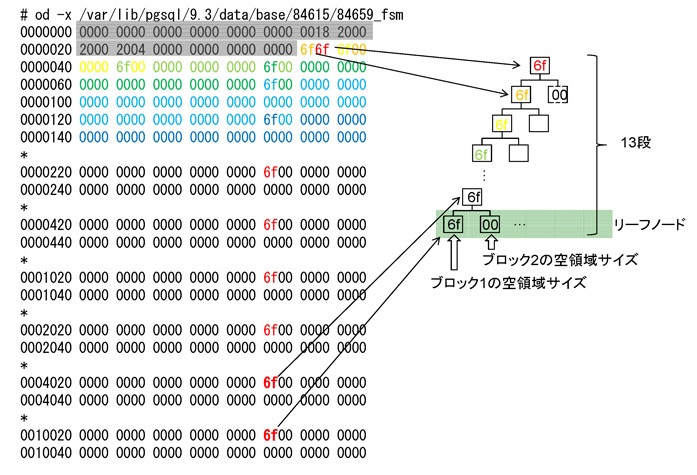 # od -x /var/lib/pgsql/9.3/data/base/84615/84659_fsm
0000000 0000 0000 0000 0000 0000 0000 0018 2000
0000020 2000 2004 0000 0000 0000 0000 6f6f 6f00
0000040 0000 6f00 0000 0000 0000 6f00 0000 0000
0000060 0000 0000 0000 0000 0000 6f00 0000 0000
0000100 0000 0000 0000 0000 0000 0000 0000 0000
0000120 0000 0000 0000 0000 0000 6f00 0000 0000
0000140 0000 0000 0000 0000 0000 0000 0000 0000
*
0000220 0000 0000 0000 0000 0000 6f00 0000 0000
0000240 0000 0000 0000 0000 0000 0000 0000 0000
*
0000420 0000 0000 0000 0000 0000 6f00 0000 0000
0000440 0000 0000 0000 0000 0000 0000 0000 0000
*
0001020 0000 0000 0000 0000 0000 6f00 0000 0000
0001040 0000 0000 0000 0000 0000 0000 0000 0000
*
0002020 0000 0000 0000 0000 0000 6f00 0000 0000
0002040 0000 0000 0000 0000 0000 0000 0000 0000
*
0004020 0000 0000 0000 0000 0000 6f00 0000 0000
0004040 0000 0000 0000 0000 0000 0000 0000 0000
*
0010020 0000 0000 0000 0000 0000 6f00 0000 0000
0010040 0000 0000 0000 0000 0000 0000 0000 0000
6f
6f 00
6f
6f
⋮
6f
6f 00 …
13段
リーフノード
ブロック2の空領域サイズ
ブロック1の空領域サイズ